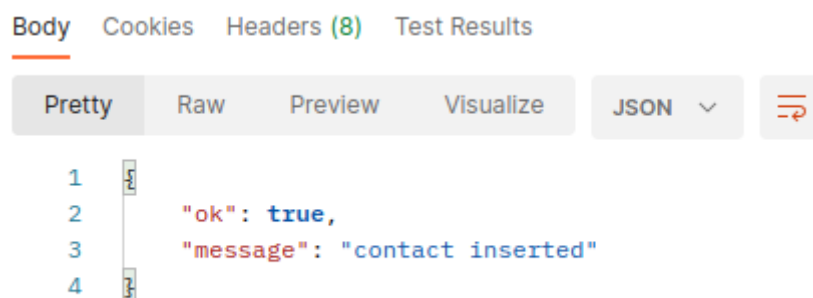 Body Cookies Headers (8) Test Results
Pretty Raw Preview Visualize JSON
1 {
2 "ok": true,
3 "message": "contact inserted"
4 }